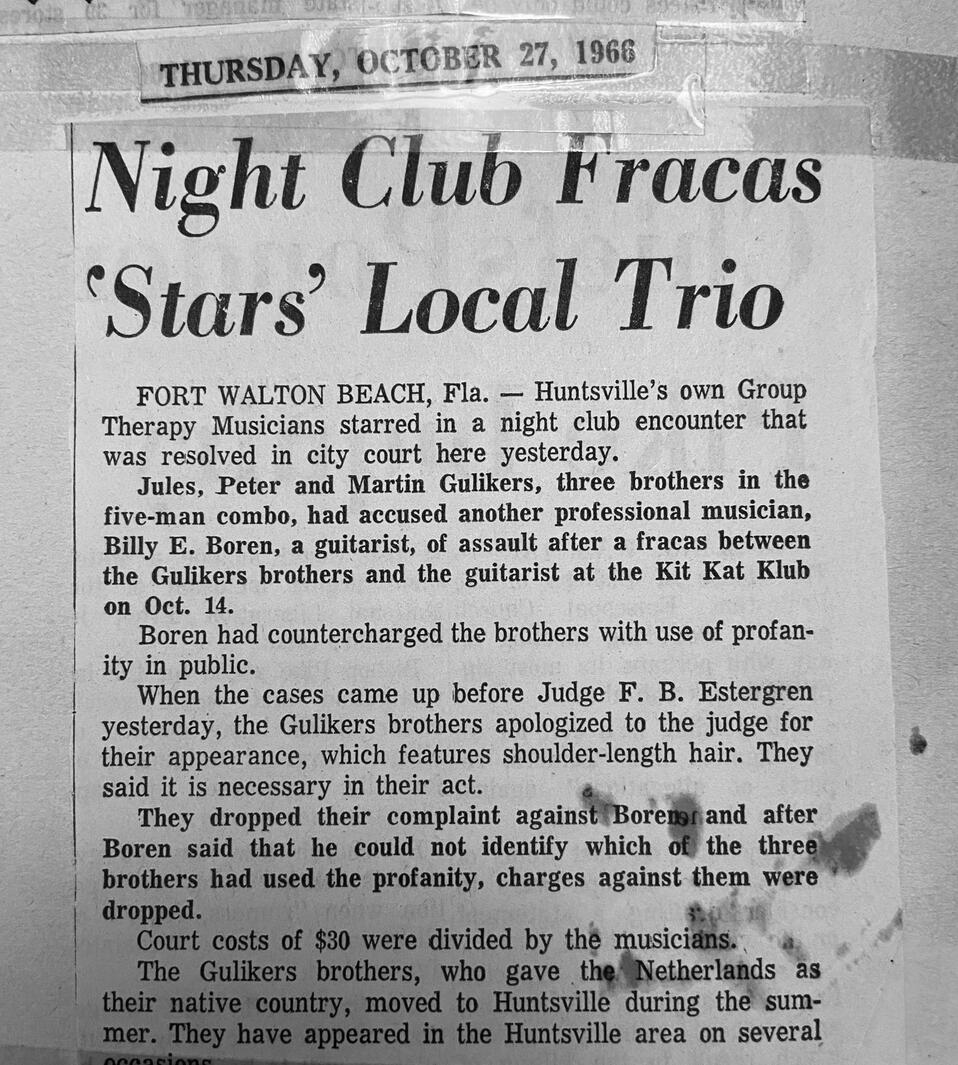 THURSDAY, OCTOBER 27, 1966
Night Club Fracas
'Stars' Local Trio
FORT WALTON BEACH, Fla. — Huntsville's own Group
Therapy Musicians starred in a night club encounter that
was resolved in city court here yesterday.
Jules, Peter and Martin Gulikers, three brothers in the
five-man combo, had accused another professional musician,
Billy E. Boren, a guitarist, of assault after a fracas between
the Gulikers brothers and the guitarist at the Kit Kat Klub
on Oct. 14.
Boren had countercharged the brothers with use of profan-
ity in public.
When the cases came up before Judge F. B. Estergren
yesterday, the Gulikers brothers apologized to the judge for
their appearance, which features shoulder-length hair. They
said it is necessary in their act.
They dropped their complaint against Boren and after
Boren said that he could not identify which of the three
brothers had used the profanity, charges against them were
dropped.
Court costs of $30 were divided by the musicians.
The Gulikers brothers, who gave the Netherlands as
their native country, moved to Huntsville during the sum-
mer. They have appeared in the Huntsville area on several
occasions.